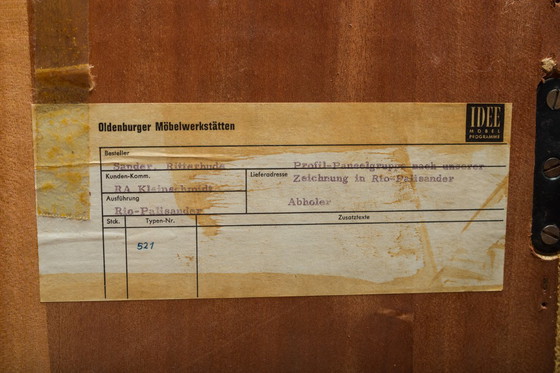 Oldenburger Möbelwerkstätten
IDEE
MÖBEL
PROGRAMME
Besteller
Sander, Ritterhude
Profil-Paneelgruppe nach unserer
Kunden-Komm.
Lieferadresse
Zeichnung in Rio-Palisander
RA Kleinschmidt
Ausführung
Abholer
Rio-Palisander
Stck.
Typen-Nr.
Zusatztexte
521